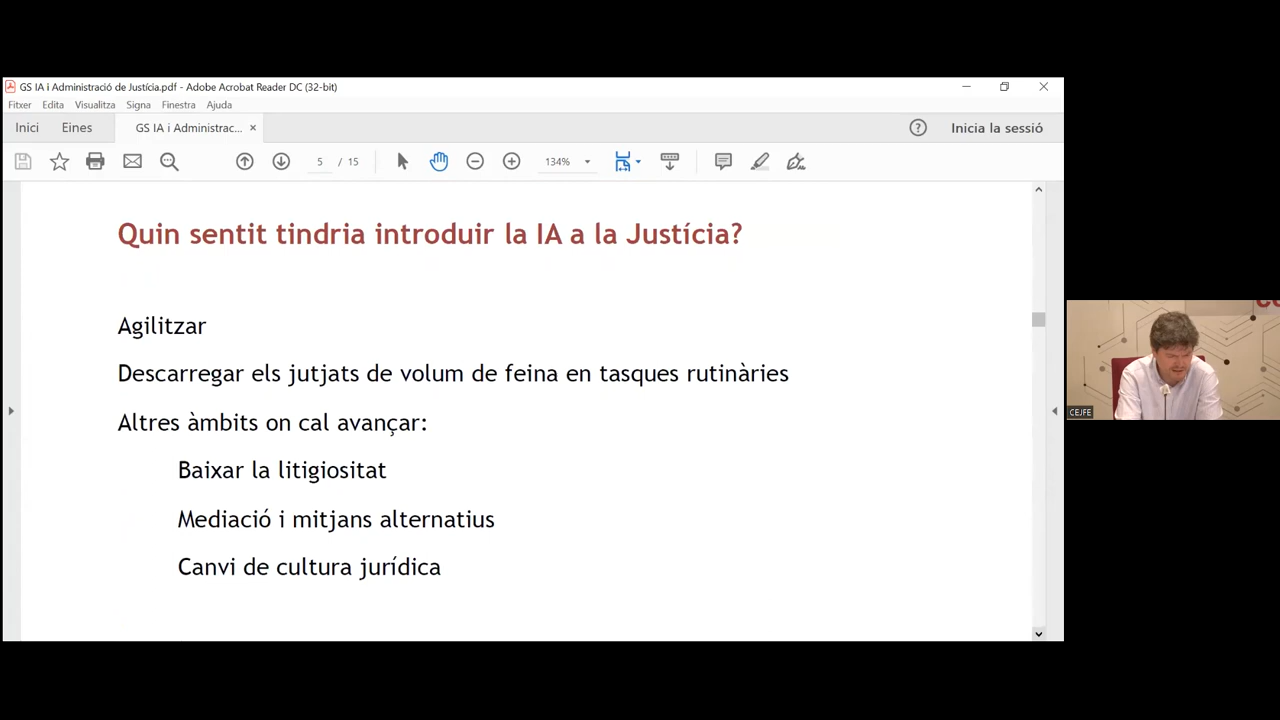 GS IA i Administració de Justícia.pdf - Adobe Acrobat Reader DC (32-bit)
Fitxer Edita Visualitza Signa Finestra Ajuda
Inici Eines GS IA i Administrac... × Inicia la sessió
5 / 15 134%
Quin sentit tindria introduir la IA a la Justícia?
Agilitzar
Descarregar els jutjats de volum de feina en tasques rutinàries
Altres àmbits on cal avançar:
Baixar la litigiositat
Mediació i mitjans alternatius
Canvi de cultura jurídica
CEJFE